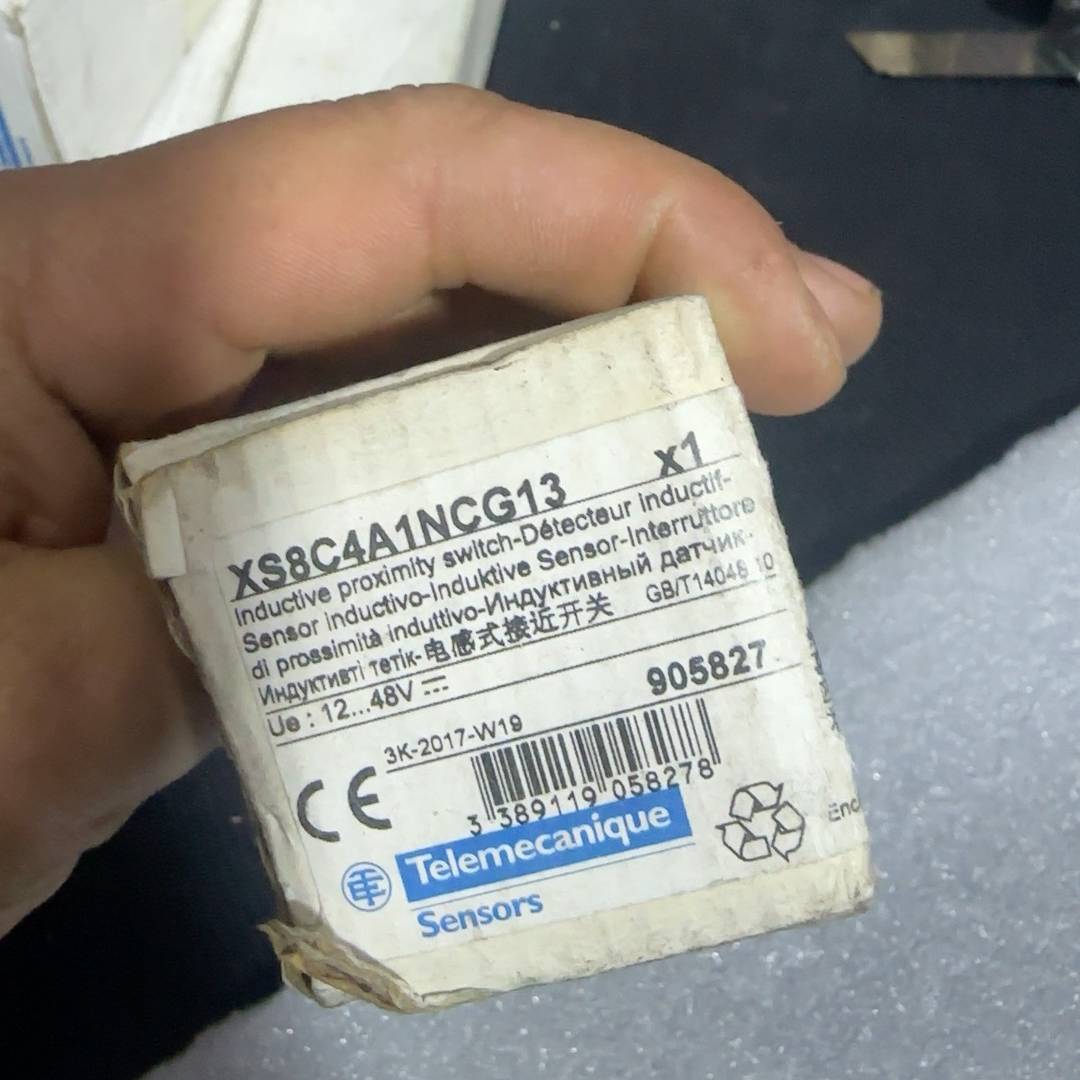 XS8C4A1NCG13 x1
Inductive proximity switch-Détecteur inductif-
Sensor inductivo-Induktive Sensor-Interruttore
di prossimità induttivo-Индуктивный датчик-
Индуктивті тетік-电感式接近开关 GB/T14048.10
Ue : 12...48V ⎓
905827
3K-2017-W19
3 389119 058278
CE
Telemecanique
Sensors